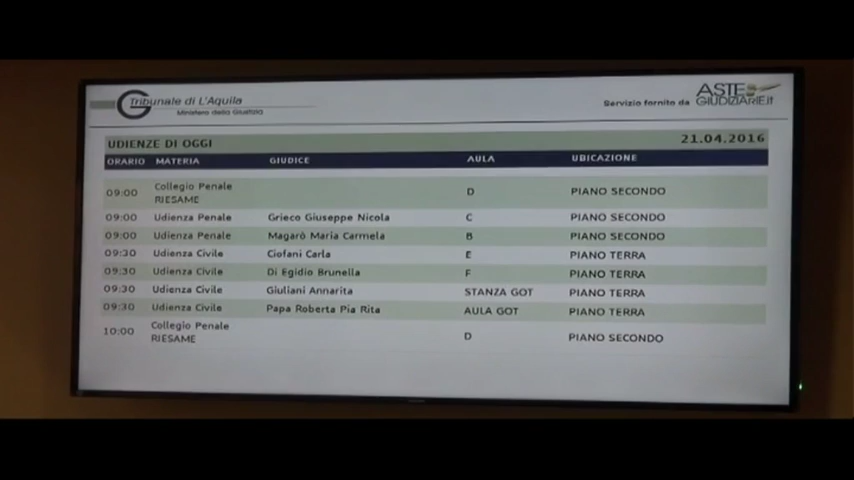 Tribunale di L'Aquila
Ministero della Giustizia
Servizio fornito da ASTE GIUDIZIARIE.it
UDIENZE DI OGGI 21.04.2016
ORARIO MATERIA GIUDICE AULA UBICAZIONE
09:00 Collegio Penale RIESAME D PIANO SECONDO
09:00 Udienza Penale Grieco Giuseppe Nicola C PIANO SECONDO
09:00 Udienza Penale Magarò Maria Carmela B PIANO SECONDO
09:30 Udienza Civile Ciofani Carla E PIANO TERRA
09:30 Udienza Civile Di Egidio Brunella F PIANO TERRA
09:30 Udienza Civile Giuliani Annarita STANZA GOT PIANO TERRA
09:30 Udienza Civile Papa Roberta Pia Rita AULA GOT PIANO TERRA
10:00 Collegio Penale RIESAME D PIANO SECONDO